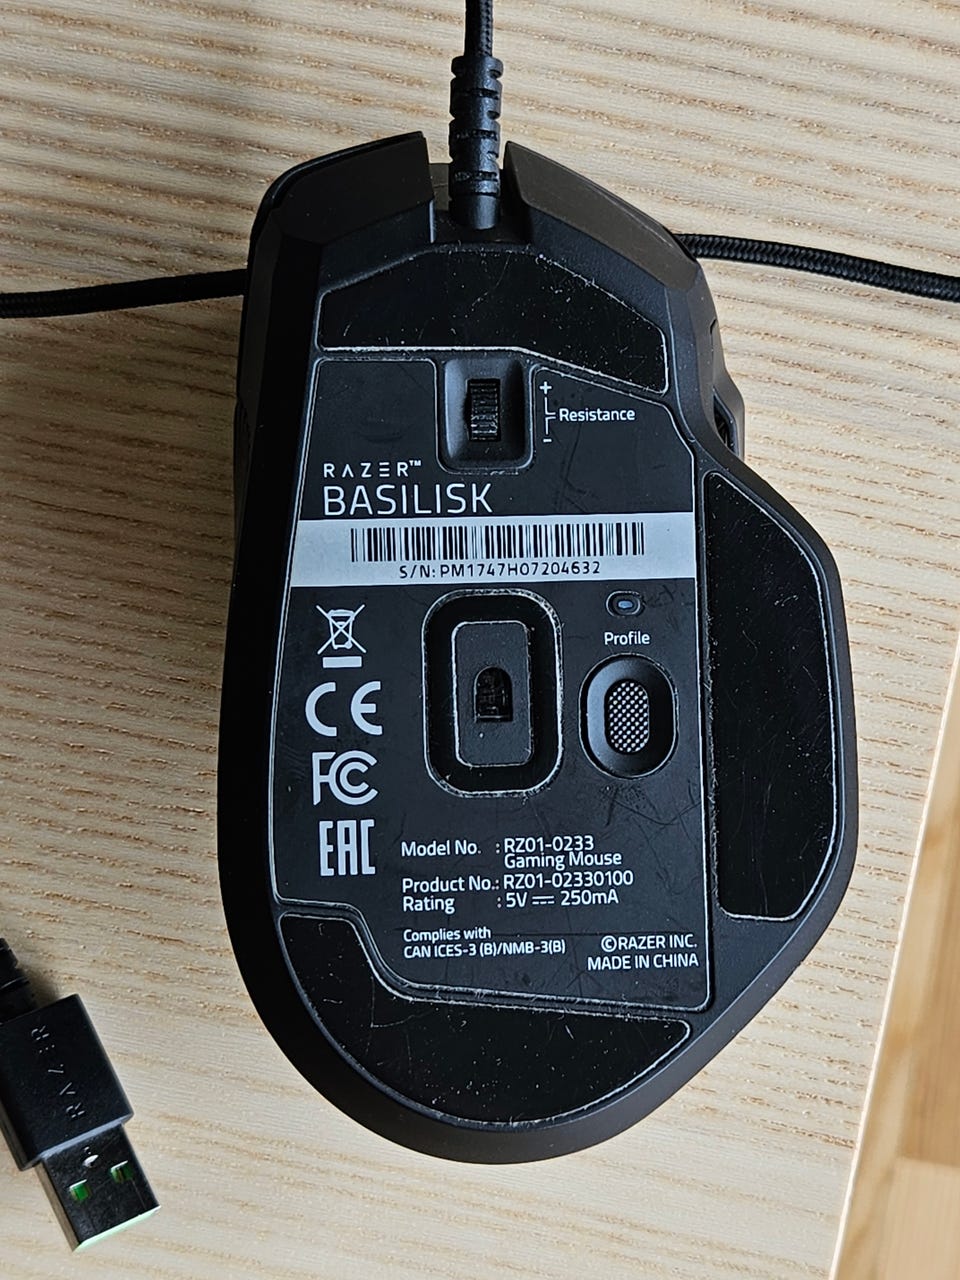 +
Resistance
-
RAZER™
BASILISK
S/N: PM1747H07204632
Profile
CE
FC
EAC
Model No. : RZ01-0233
Gaming Mouse
Product No.: RZ01-02330100
Rating : 5V ⎓ 250mA
Complies with
CAN ICES-3 (B)/NMB-3(B)
©RAZER INC.
MADE IN CHINA
RAZER